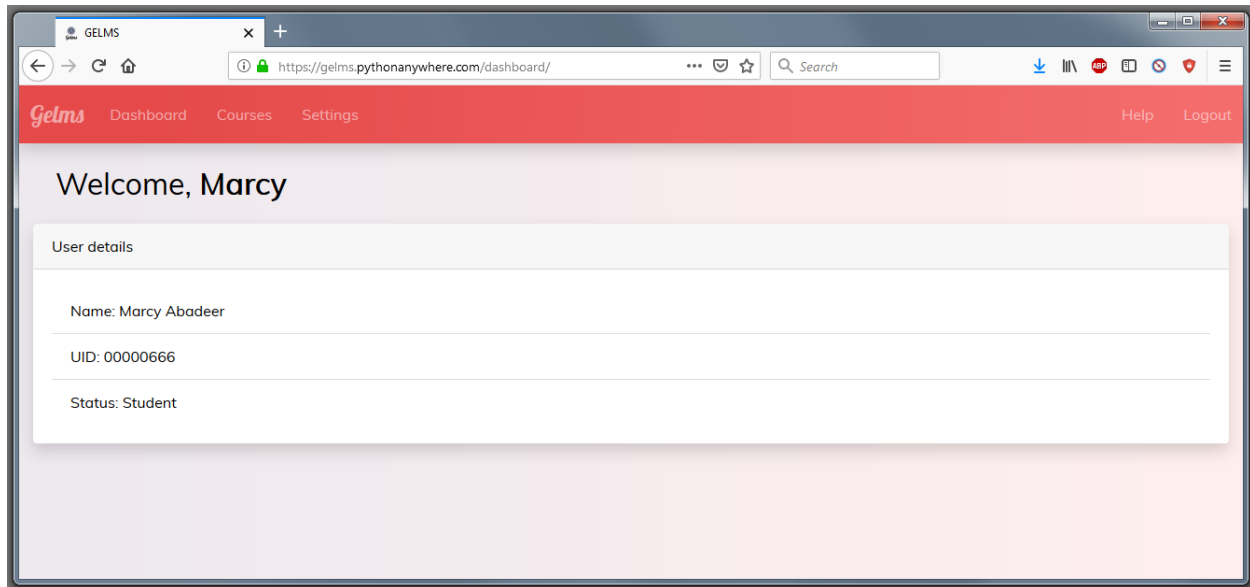 GELMS
https://gelms.pythonanywhere.com/dashboard/ Search ABP
Gelms Dashboard Courses Settings Help Logout
Welcome, Marcy
User details
Name: Marcy Abadeer
UID: 00000666
Status: Student